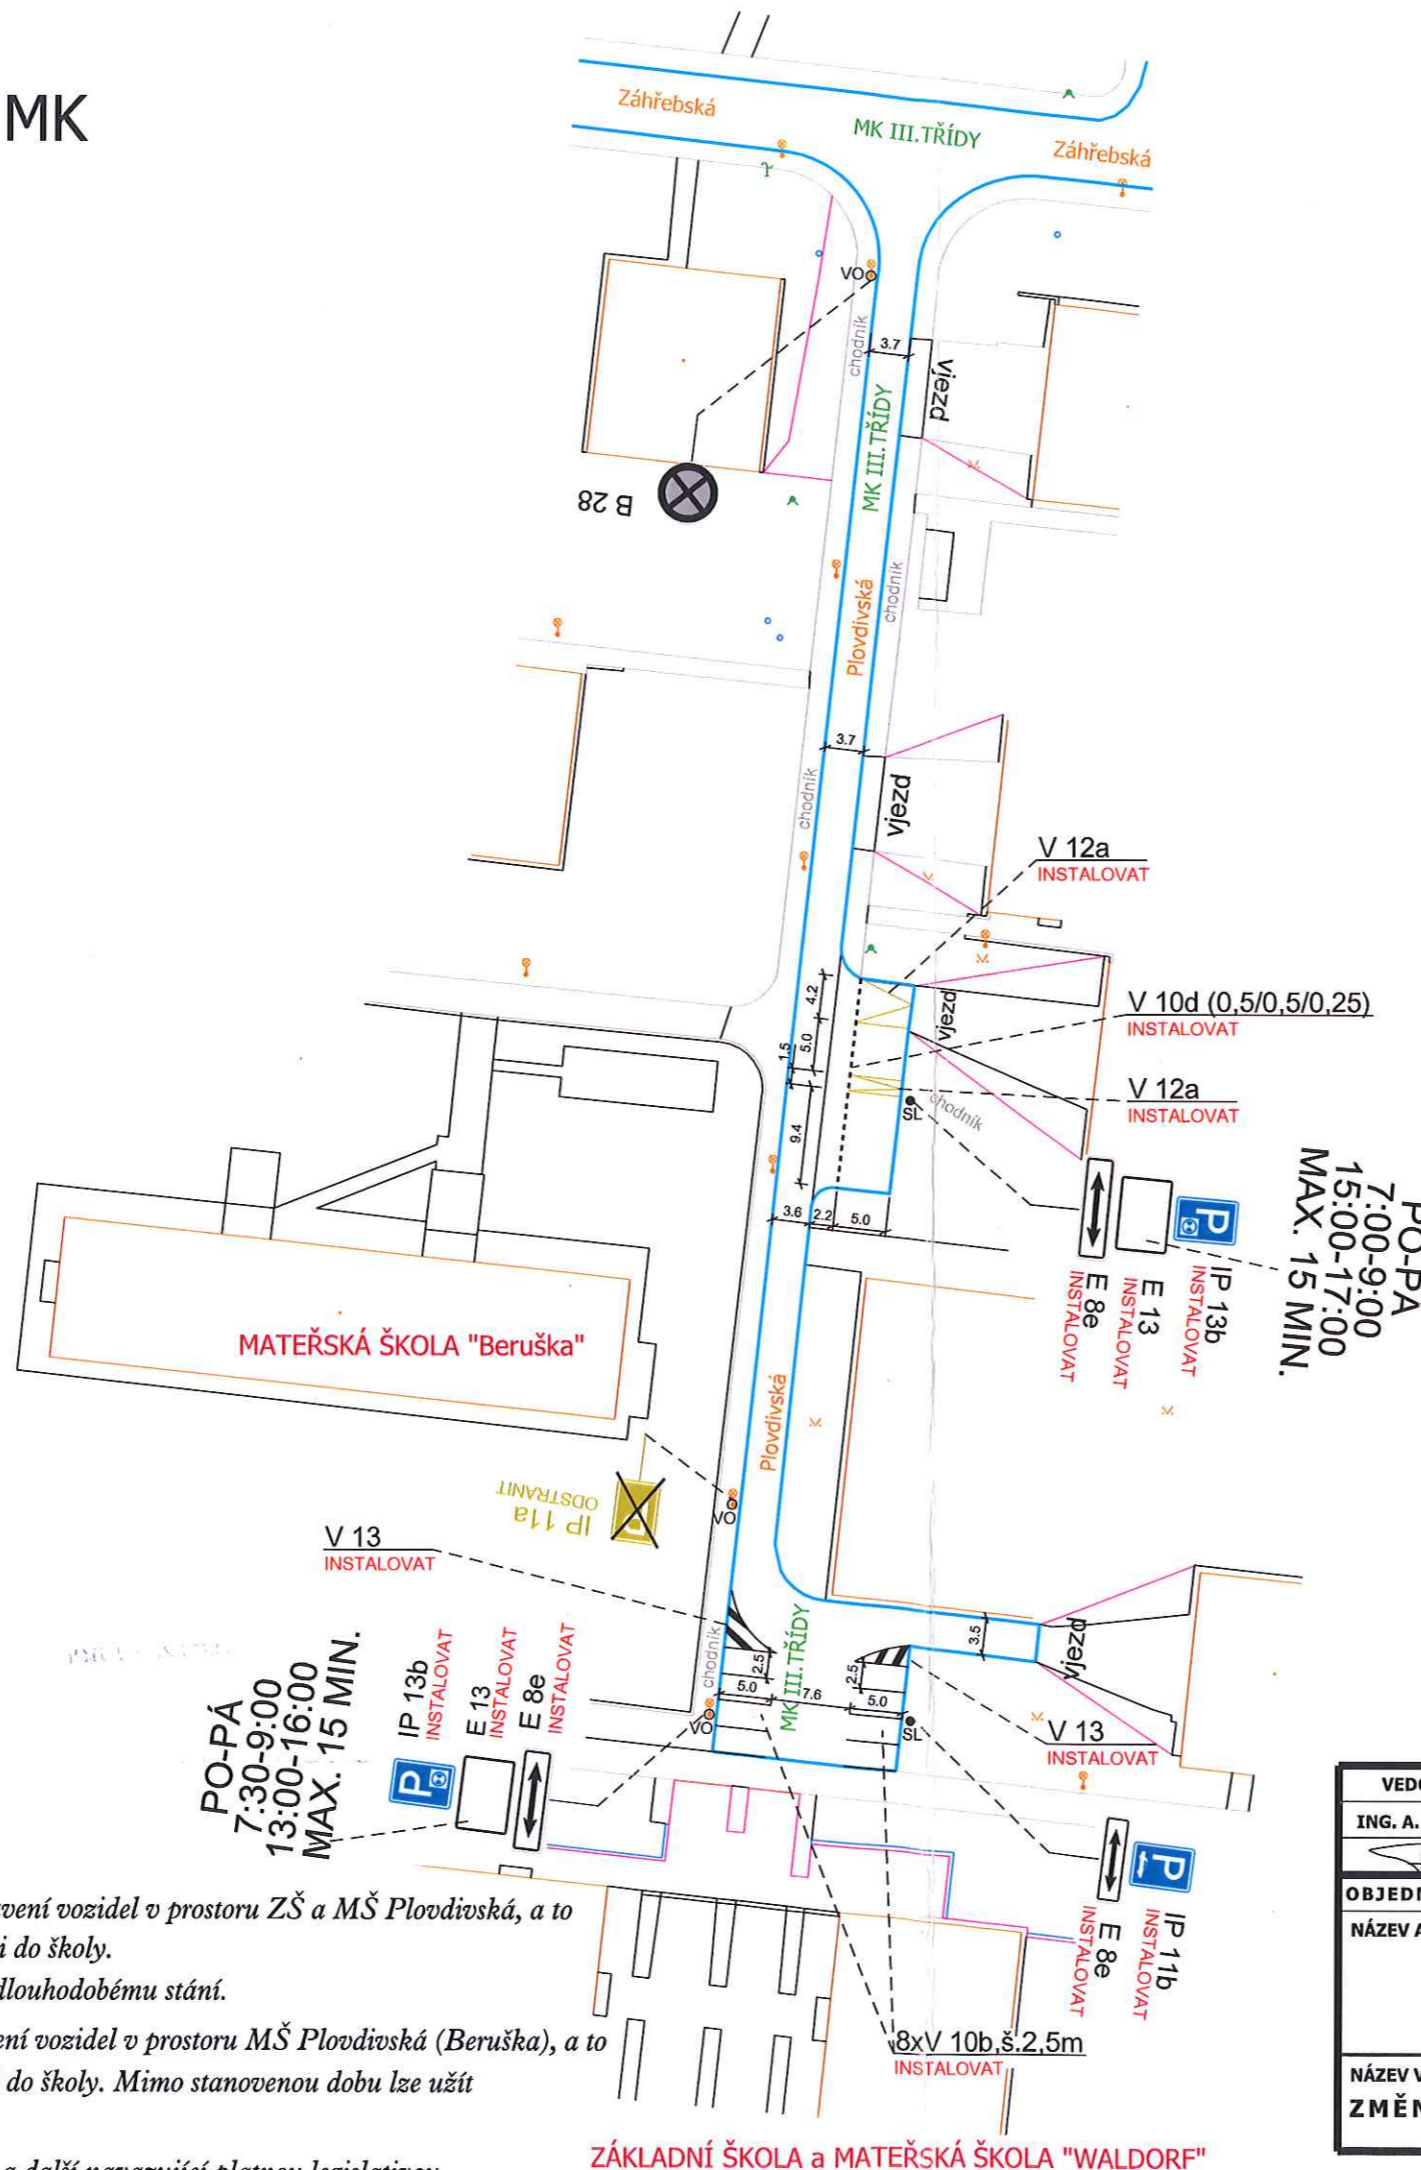 MK
Záhřebská
MK III.TŘÍDY
Záhřebská
VO
chodník
3.7
vjezd
MK III.TŘÍDY
B 28
Plovdivská
chodník
3.7
chodník
vjezd
V 12a
INSTALOVAT
4.2
vjezd
V 10d (0,5/0,5/0,25)
INSTALOVAT
1.5
5.0
V 12a
INSTALOVAT
SL
chodník
9.4
3.6
2.2
5.0
E 8e
INSTALOVAT
E 13
INSTALOVAT
P
IP 13b
INSTALOVAT
PO-PÁ
7:00-9:00
15:00-17:00
MAX. 15 MIN.
MATEŘSKÁ ŠKOLA "Beruška"
Plovdivská
IP 11a
ODSTRANIT
VO
V 13
INSTALOVAT
chodník
2.5
MK III.TŘÍDY
2.5
3.5
vjezd
5.0
7.6
5.0
VO
SL
V 13
INSTALOVAT
PO-PÁ
7:30-9:00
13:00-16:00
MAX. 15 MIN.
P
IP 13b
INSTALOVAT
E 13
INSTALOVAT
E 8e
INSTALOVAT
E 8e
INSTALOVAT
P
IP 11b
INSTALOVAT
8xV 10b,š.2,5m
INSTALOVAT
vení vozidel v prostoru ZŠ a MŠ Plovdivská, a to
i do školy.
dlouhodobému stání.
ení vozidel v prostoru MŠ Plovdivská (Beruška), a to
do školy. Mimo stanovenou dobu lze užít
a další navazující platnou legislativou
ZÁKLADNÍ ŠKOLA a MATEŘSKÁ ŠKOLA "WALDORF"
VEDO
ING. A.
OBJEDN
NÁZEV A
NÁZEV V
ZMĚN